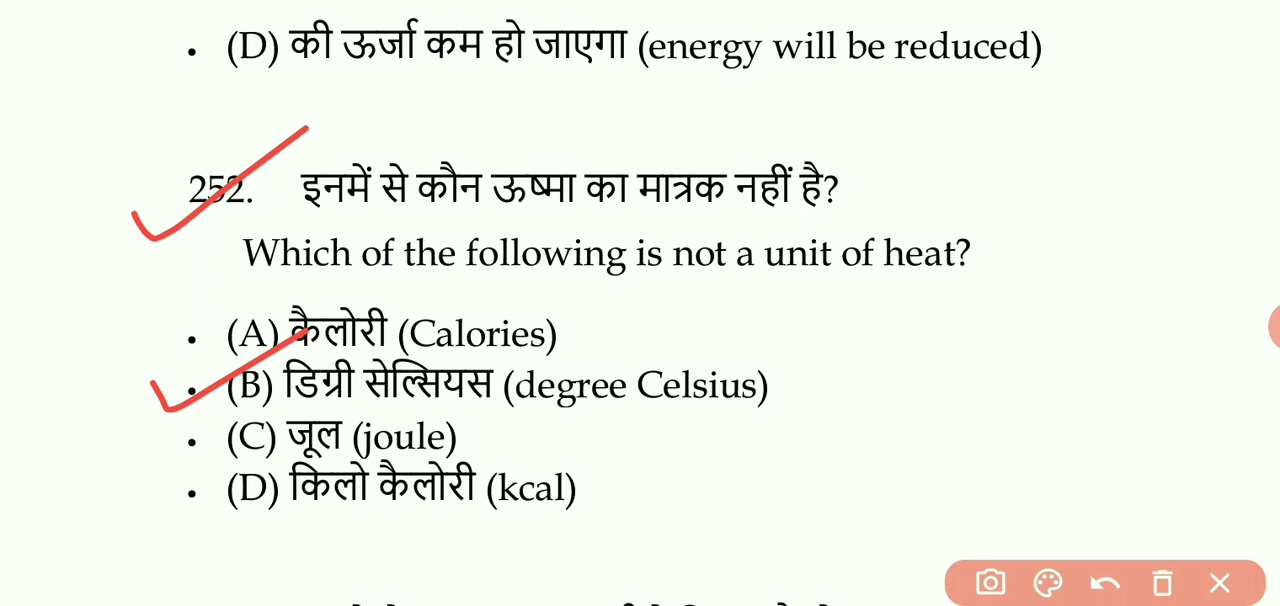 • (D) की ऊर्जा कम हो जाएगा (energy will be reduced)
252. इनमें से कौन ऊष्मा का मात्रक नहीं है?
Which of the following is not a unit of heat?
• (A) कैलोरी (Calories)
• (B) डिग्री सेल्सियस (degree Celsius)
• (C) जूल (joule)
• (D) किलो कैलोरी (kcal)